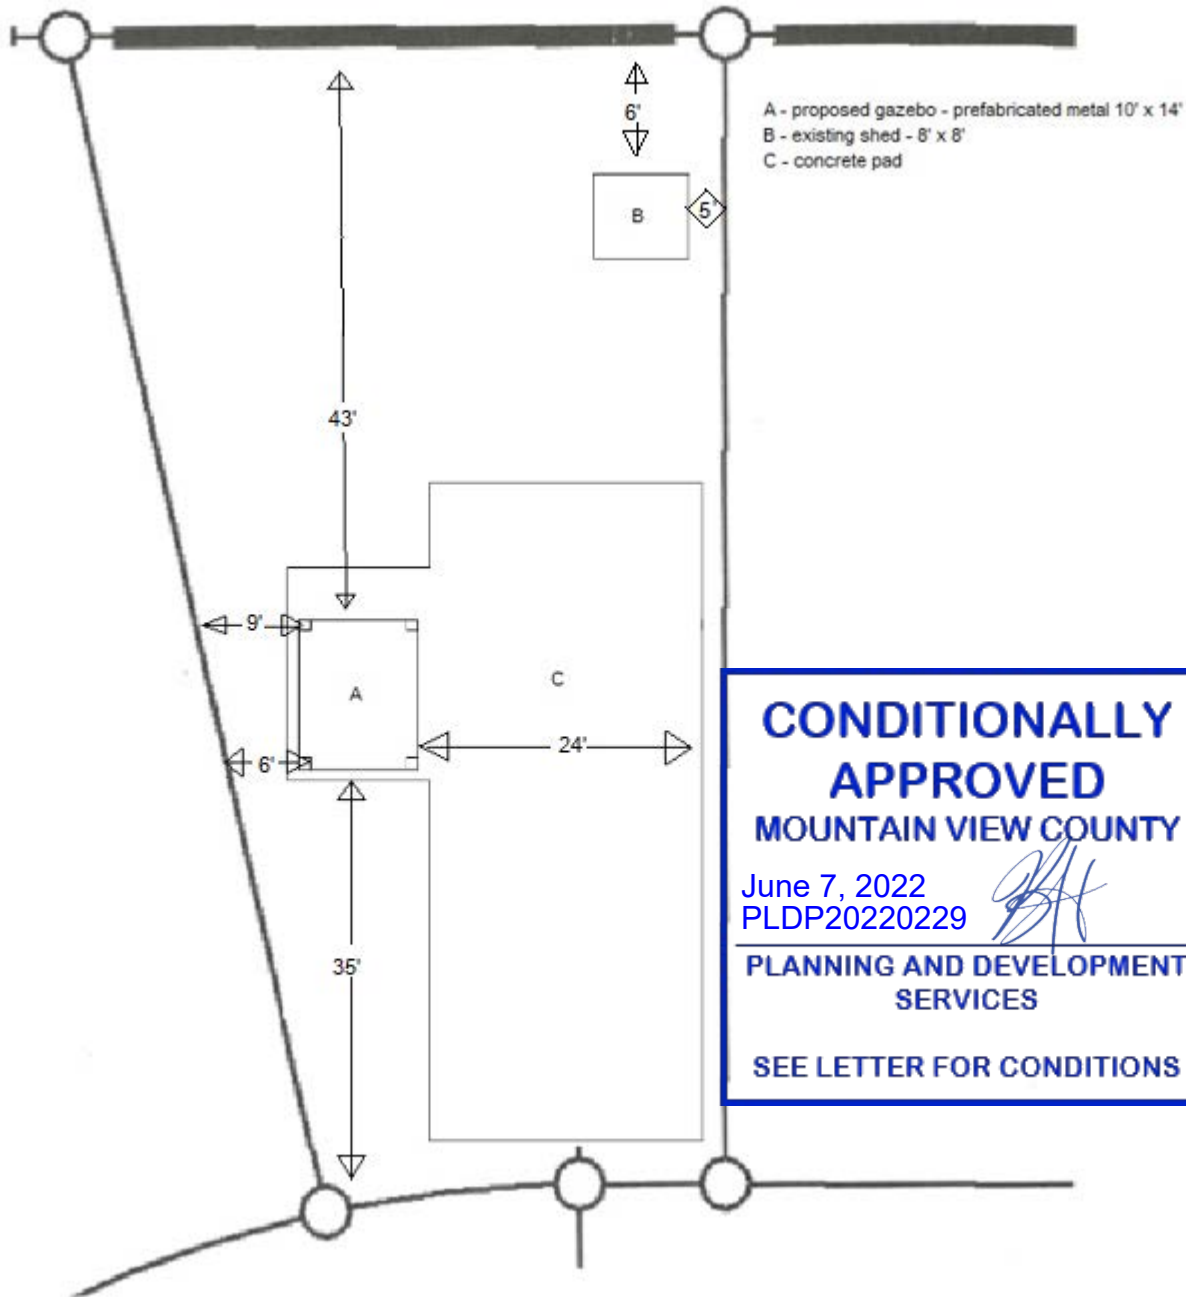 A - proposed gazebo - prefabricated metal 10' x 14'
B - existing shed - 8' x 8'
C - concrete pad
6'
B
5'
43'
9'
A
C
6'
24'
35'
CONDITIONALLY
APPROVED
MOUNTAIN VIEW COUNTY
June 7, 2022
PLDP20220229
PLANNING AND DEVELOPMENT
SERVICES
SEE LETTER FOR CONDITIONS